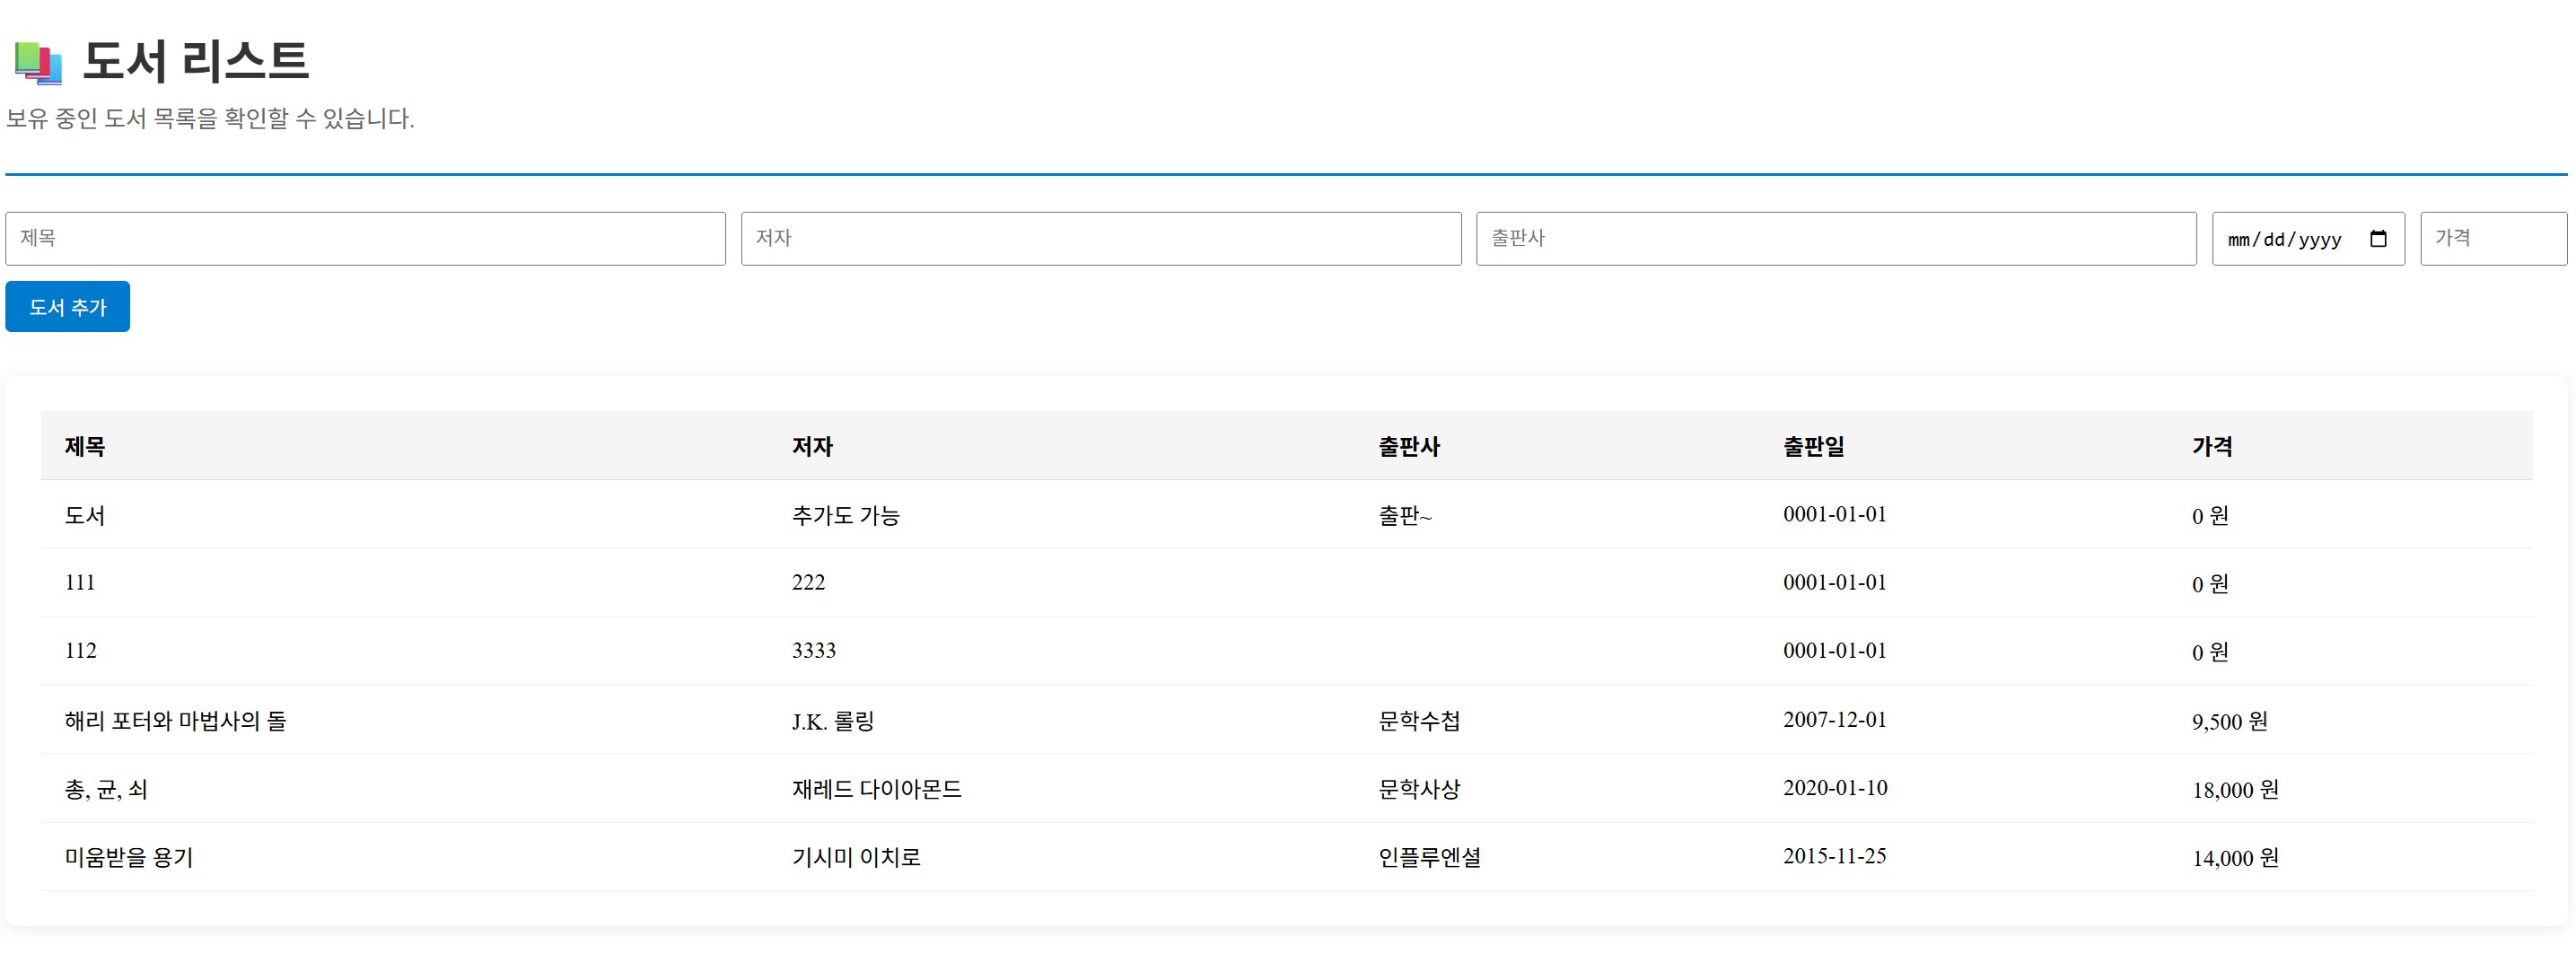 도서 리스트
보유 중인 도서 목록을 확인할 수 있습니다.
제목 저자 출판사 mm/dd/yyyy 가격
도서 추가
제목 저자 출판사 출판일 가격
도서 추가도 가능 출판~ 0001-01-01 0 원
111 222 0001-01-01 0 원
112 3333 0001-01-01 0 원
해리 포터와 마법사의 돌 J.K. 롤링 문학수첩 2007-12-01 9,500 원
총, 균, 쇠 재레드 다이아몬드 문학사상 2020-01-10 18,000 원
미움받을 용기 기시미 이치로 인플루엔셜 2015-11-25 14,000 원